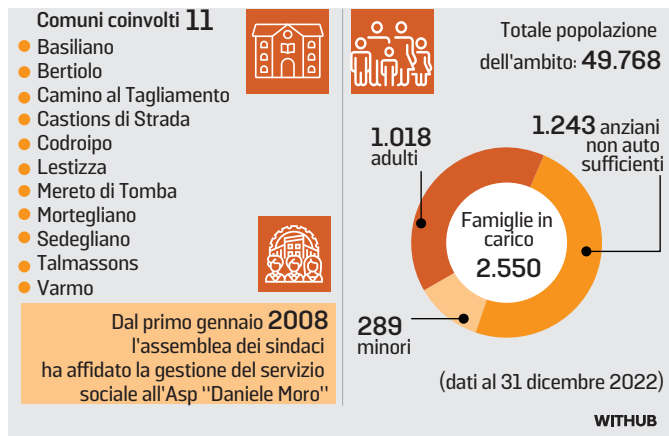 Comuni coinvolti 11
Basiliano
Bertiolo
Camino al Tagliamento
Castions di Strada
Codroipo
Lestizza
Mereto di Tomba
Mortegliano
Sedegliano
Talmassons
Varmo
Dal primo gennaio 2008
l'assemblea dei sindaci
ha affidato la gestione del servizio
sociale all'Asp "Daniele Moro"
Totale popolazione
dell'ambito: 49.768
1.018
adulti
1.243 anziani
non auto
sufficienti
Famiglie in
carico
2.550
289
minori
(dati al 31 dicembre 2022)
WITHUB